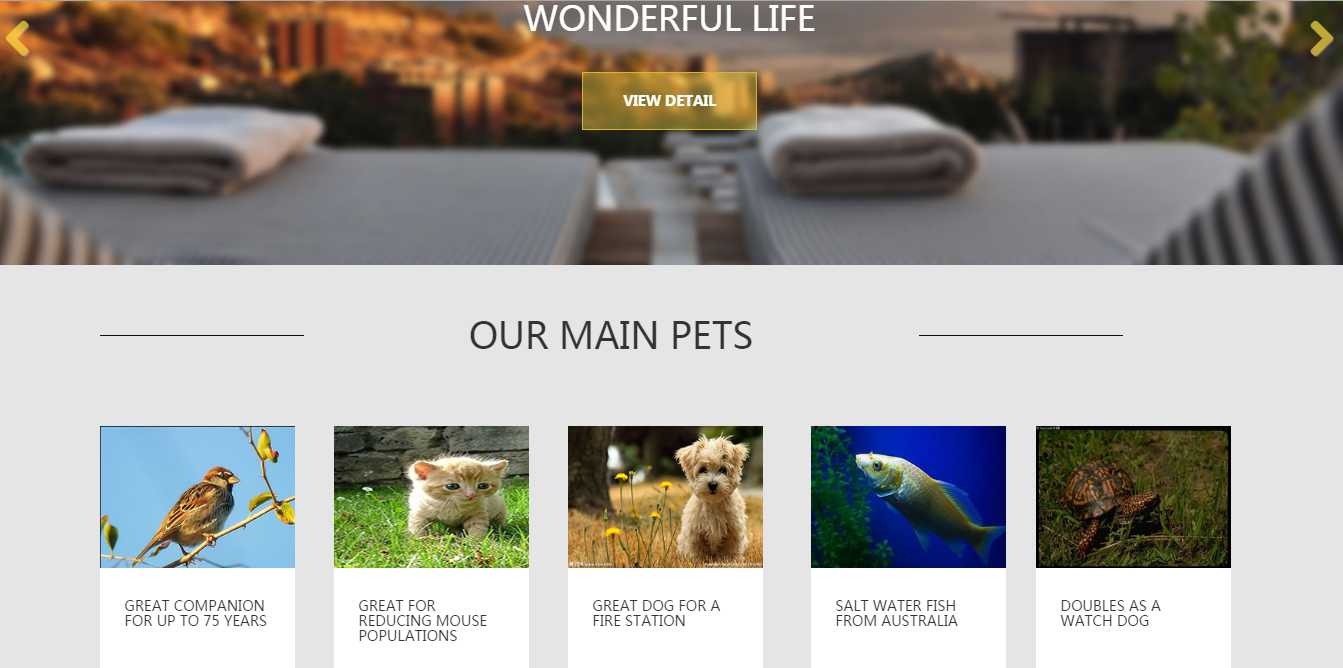 WONDERFUL LIFE
VIEW DETAIL
OUR MAIN PETS
GREAT COMPANION
FOR UP TO 75 YEARS
GREAT FOR
REDUCING MOUSE
POPULATIONS
GREAT DOG FOR A
FIRE STATION
SALT WATER FISH
FROM AUSTRALIA
DOUBLES AS A
WATCH DOG